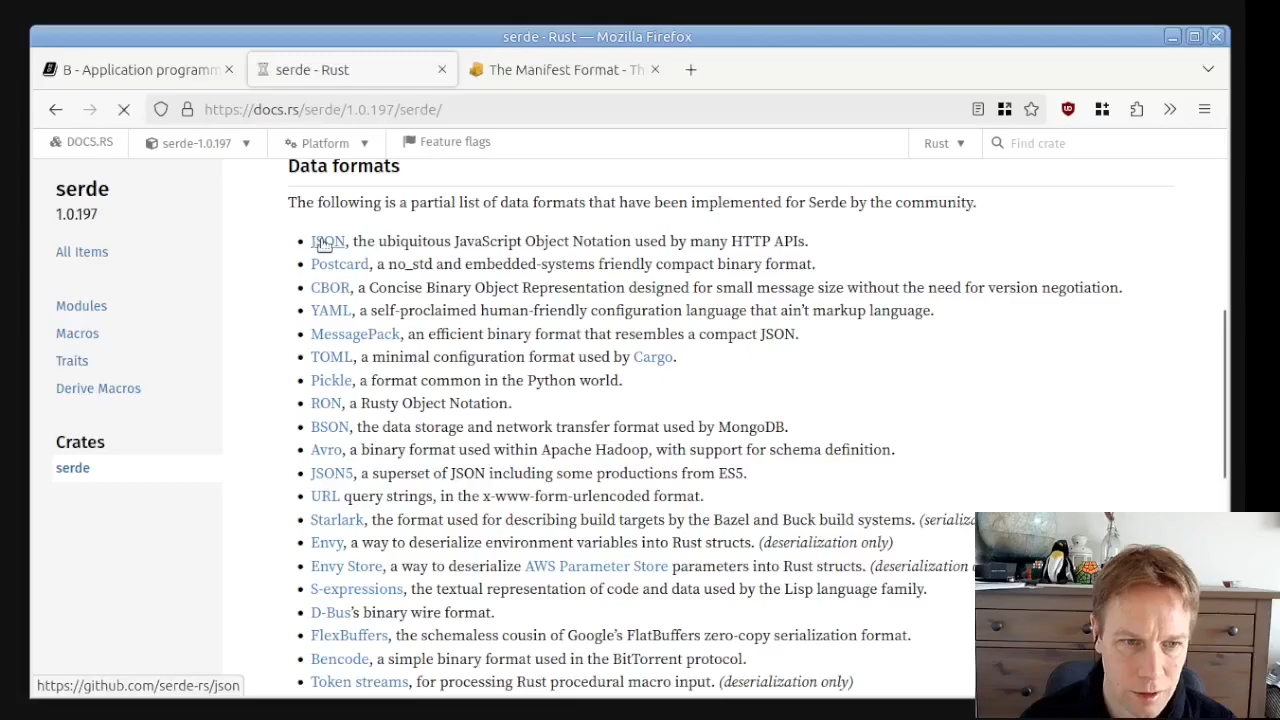 serde - Rust — Mozilla Firefox
B - Application programm
serde - Rust
The Manifest Format - Th
https://docs.rs/serde/1.0.197/serde/
DOCS.RS
serde-1.0.197
Platform
Feature flags
Rust
Find crate
serde
1.0.197
All Items
Modules
Macros
Traits
Derive Macros
Crates
serde
Data formats
The following is a partial list of data formats that have been implemented for Serde by the community.
• JSON, the ubiquitous JavaScript Object Notation used by many HTTP APIs.
• Postcard, a no_std and embedded-systems friendly compact binary format.
• CBOR, a Concise Binary Object Representation designed for small message size without the need for version negotiation.
• YAML, a self-proclaimed human-friendly configuration language that ain’t markup language.
• MessagePack, an efficient binary format that resembles a compact JSON.
• TOML, a minimal configuration format used by Cargo.
• Pickle, a format common in the Python world.
• RON, a Rusty Object Notation.
• BSON, the data storage and network transfer format used by MongoDB.
• Avro, a binary format used within Apache Hadoop, with support for schema definition.
• JSON5, a superset of JSON including some productions from ES5.
• URL query strings, in the x-www-form-urlencoded format.
• Starlark, the format used for describing build targets by the Bazel and Buck build systems. (serializa
• Envy, a way to deserialize environment variables into Rust structs. (deserialization only)
• Envy Store, a way to deserialize AWS Parameter Store parameters into Rust structs. (deserialization o
• S-expressions, the textual representation of code and data used by the Lisp language family.
• D-Bus’s binary wire format.
• FlexBuffers, the schemaless cousin of Google’s FlatBuffers zero-copy serialization format.
• Bencode, a simple binary format used in the BitTorrent protocol.
• Token streams, for processing Rust procedural macro input. (deserialization only)
https://github.com/serde-rs/json